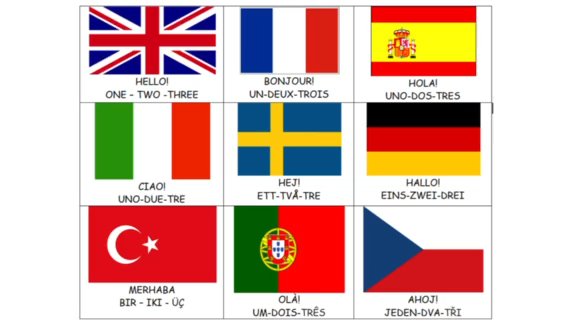 HELLO!
ONE – TWO -THREE
BONJOUR!
UN-DEUX-TROIS
HOLA!
UNO-DOS-TRES
CIAO!
UNO-DUE-TRE
HEJ!
ETT-TVÅ-TRE
HALLO!
EINS-ZWEI-DREI
MERHABA
BIR – IKI - ÜÇ
OLÀ!
UM-DOIS-TRÊS
AHOJ!
JEDEN-DVA-TŘI